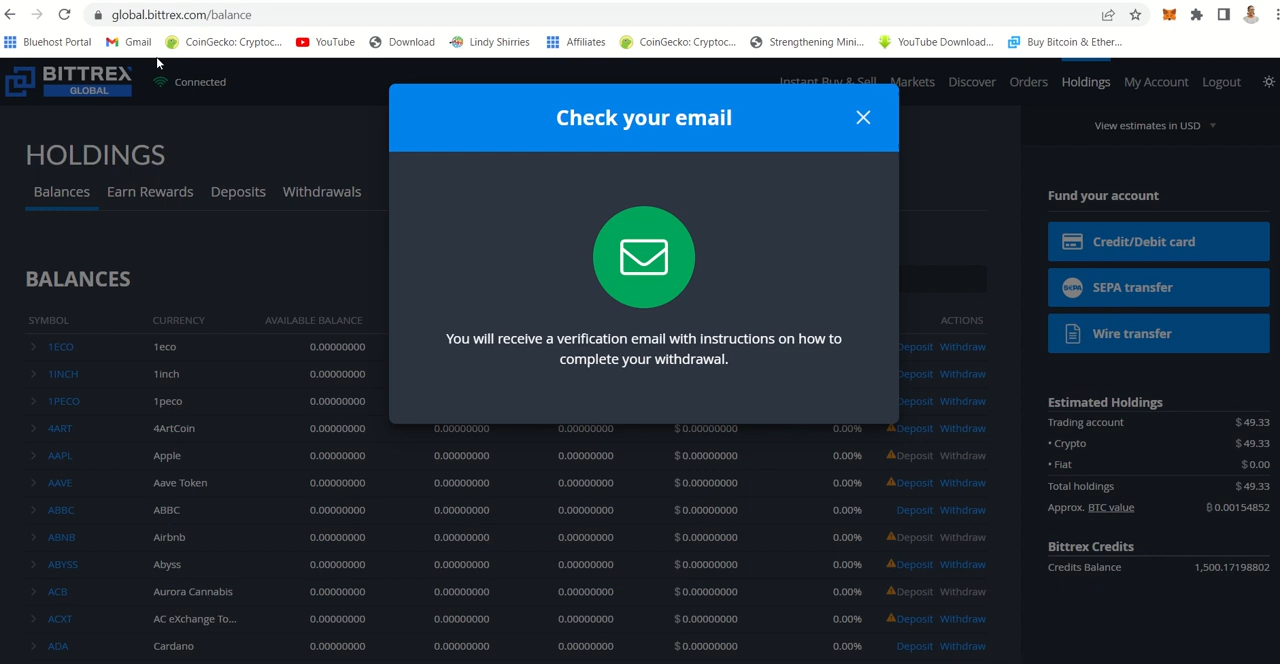 global.bittrex.com/balance
Bluehost Portal Gmail CoinGecko: Cryptoc... YouTube Download Lindy Shirries Affiliates CoinGecko: Cryptoc... Strengthening Mini... YouTube Download... Buy Bitcoin & Ether...
BITTREX GLOBAL Connected Instant Buy & Sell Markets Discover Orders Holdings My Account Logout
Check your email
View estimates in USD
HOLDINGS
Balances Earn Rewards Deposits Withdrawals
Fund your account
Credit/Debit card
SEPA SEPA transfer
Wire transfer
You will receive a verification email with instructions on how to
complete your withdrawal.
BALANCES
SYMBOL CURRENCY AVAILABLE BALANCE ACTIONS
1ECO 1eco 0.00000000 Deposit Withdraw
1INCH 1inch 0.00000000 Deposit Withdraw
1PECO 1peco 0.00000000 Deposit Withdraw
4ART 4ArtCoin 0.00000000 0.00000000 0.00000000 $0.00000000 0.00% Deposit Withdraw
AAPL Apple 0.00000000 0.00000000 0.00000000 $0.00000000 0.00% Deposit Withdraw
AAVE Aave Token 0.00000000 0.00000000 0.00000000 $0.00000000 0.00% Deposit Withdraw
ABBC ABBC 0.00000000 0.00000000 0.00000000 $0.00000000 0.00% Deposit Withdraw
ABNB Airbnb 0.00000000 0.00000000 0.00000000 $0.00000000 0.00% Deposit Withdraw
ABYSS Abyss 0.00000000 0.00000000 0.00000000 $0.00000000 0.00% Deposit Withdraw
ACB Aurora Cannabis 0.00000000 0.00000000 0.00000000 $0.00000000 0.00% Deposit Withdraw
ACXT AC eXchange To... 0.00000000 0.00000000 0.00000000 $0.00000000 0.00% Deposit Withdraw
ADA Cardano 0.00000000 0.00000000 0.00000000 $0.00000000 0.00% Deposit Withdraw
Estimated Holdings
Trading account $49.33
• Crypto $49.33
• Fiat $0.00
Total holdings $49.33
Approx. BTC value ₿0.00154852
Bittrex Credits
Credits Balance 1,500.17198802